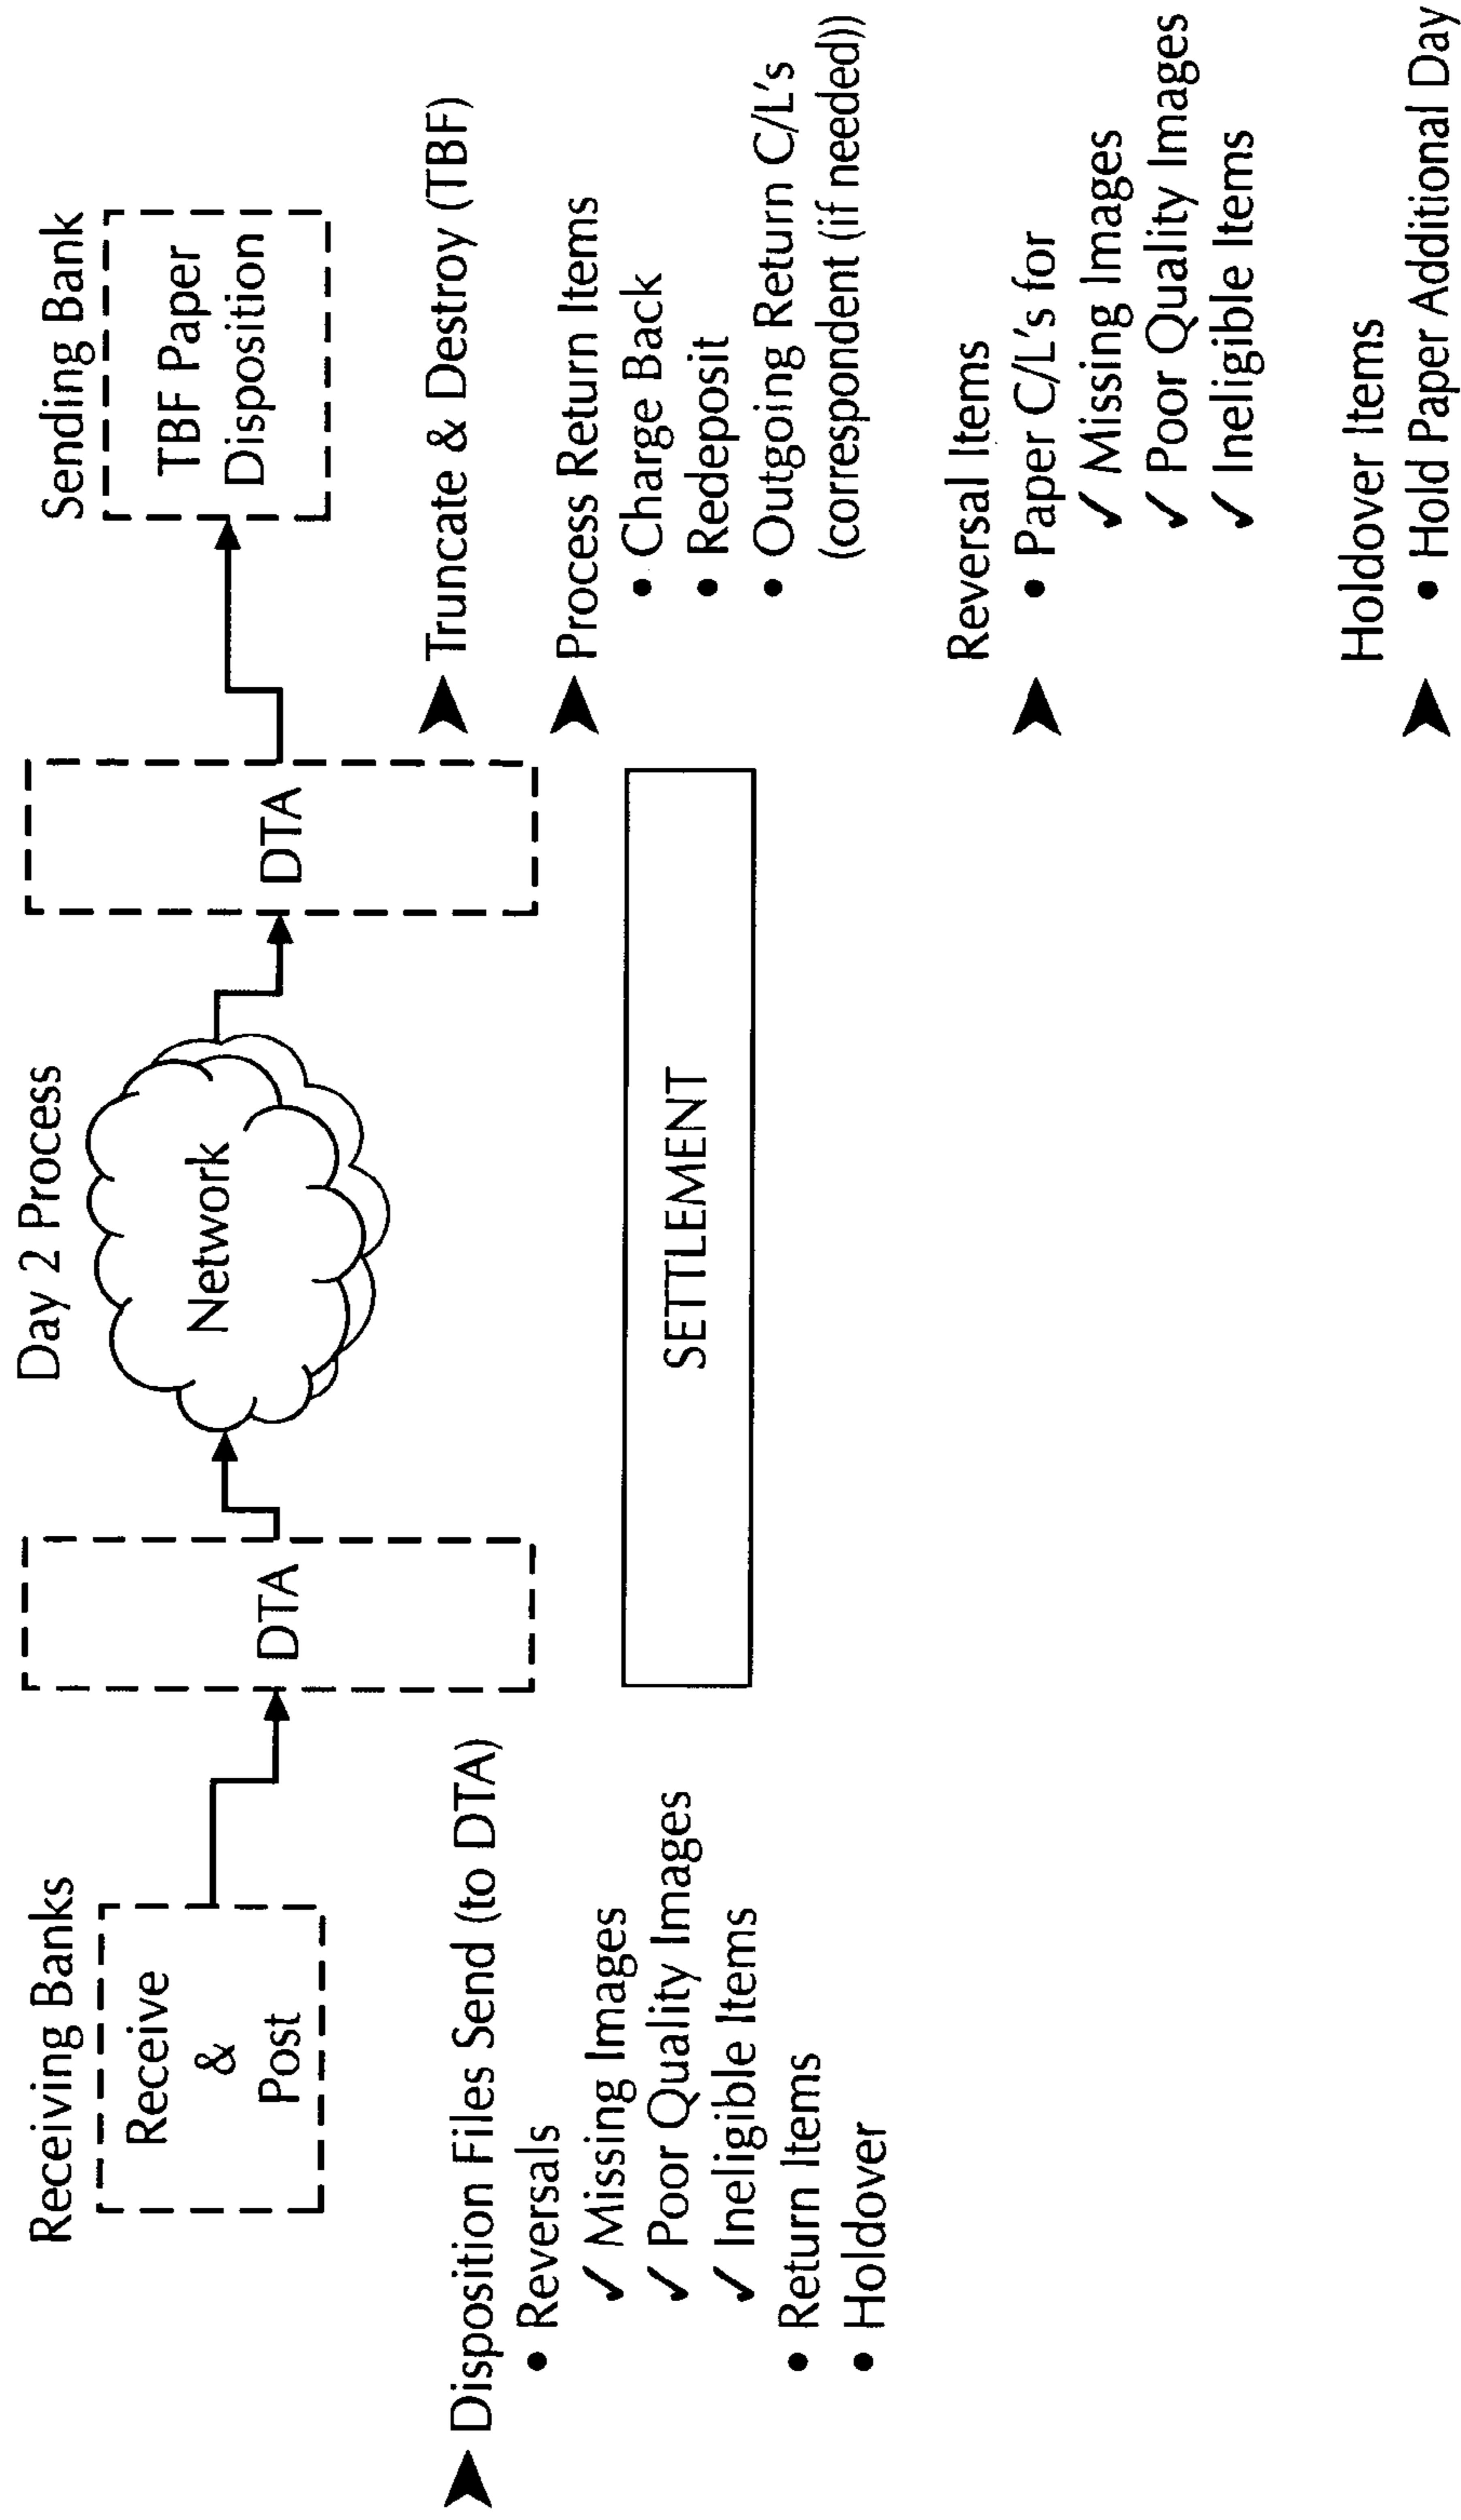 Day 2 Process
Receiving Banks
Receive
&
Post
DTA
Network
DTA
Sending Bank
TBF Paper
Disposition
➤ Disposition Files Send (to DTA)
• Reversals
✓ Missing Images
✓ Poor Quality Images
✓ Ineligible Items
• Return Items
• Holdover
SETTLEMENT
➤ Truncate & Destroy (TBF)
➤ Process Return Items
• Charge Back
• Redeposit
• Outgoing Return C/L's
(correspondent (if needed))
Reversal Items
➤ • Paper C/L's for
✓ Missing Images
✓ Poor Quality Images
✓ Ineligible Items
Holdover Items
➤ • Hold Paper Additional Day